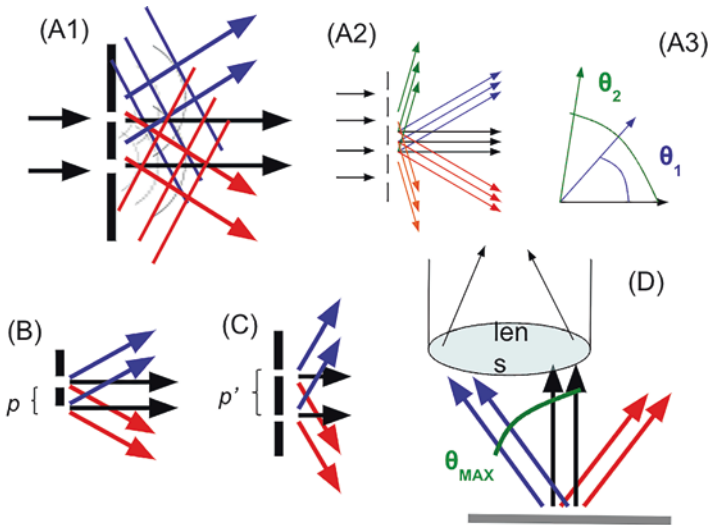 (A1)
(A2)
(A3)
θ2
θ1
(B)
p
(C)
p'
(D)
len
s
θMAX